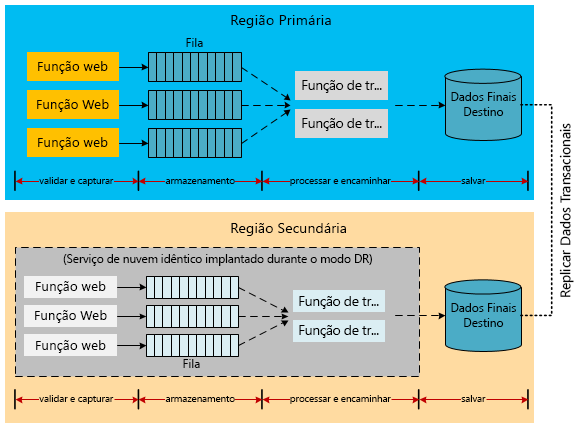 Região Primária
Fila
Função web
Função Web
Função web
Função de tr...
Função de tr...
Dados Finais
Destino
validar e capturar
armazenamento
processar e encaminhar
salvar
Replicar Dados Transacionais
Região Secundária
(Serviço de nuvem idêntico implantado durante o modo DR)
Função web
Função Web
Função web
Fila
Função de tr...
Função de tr...
Dados Finais
Destino
validar e capturar
armazenamento
processar e encaminhar
salvar